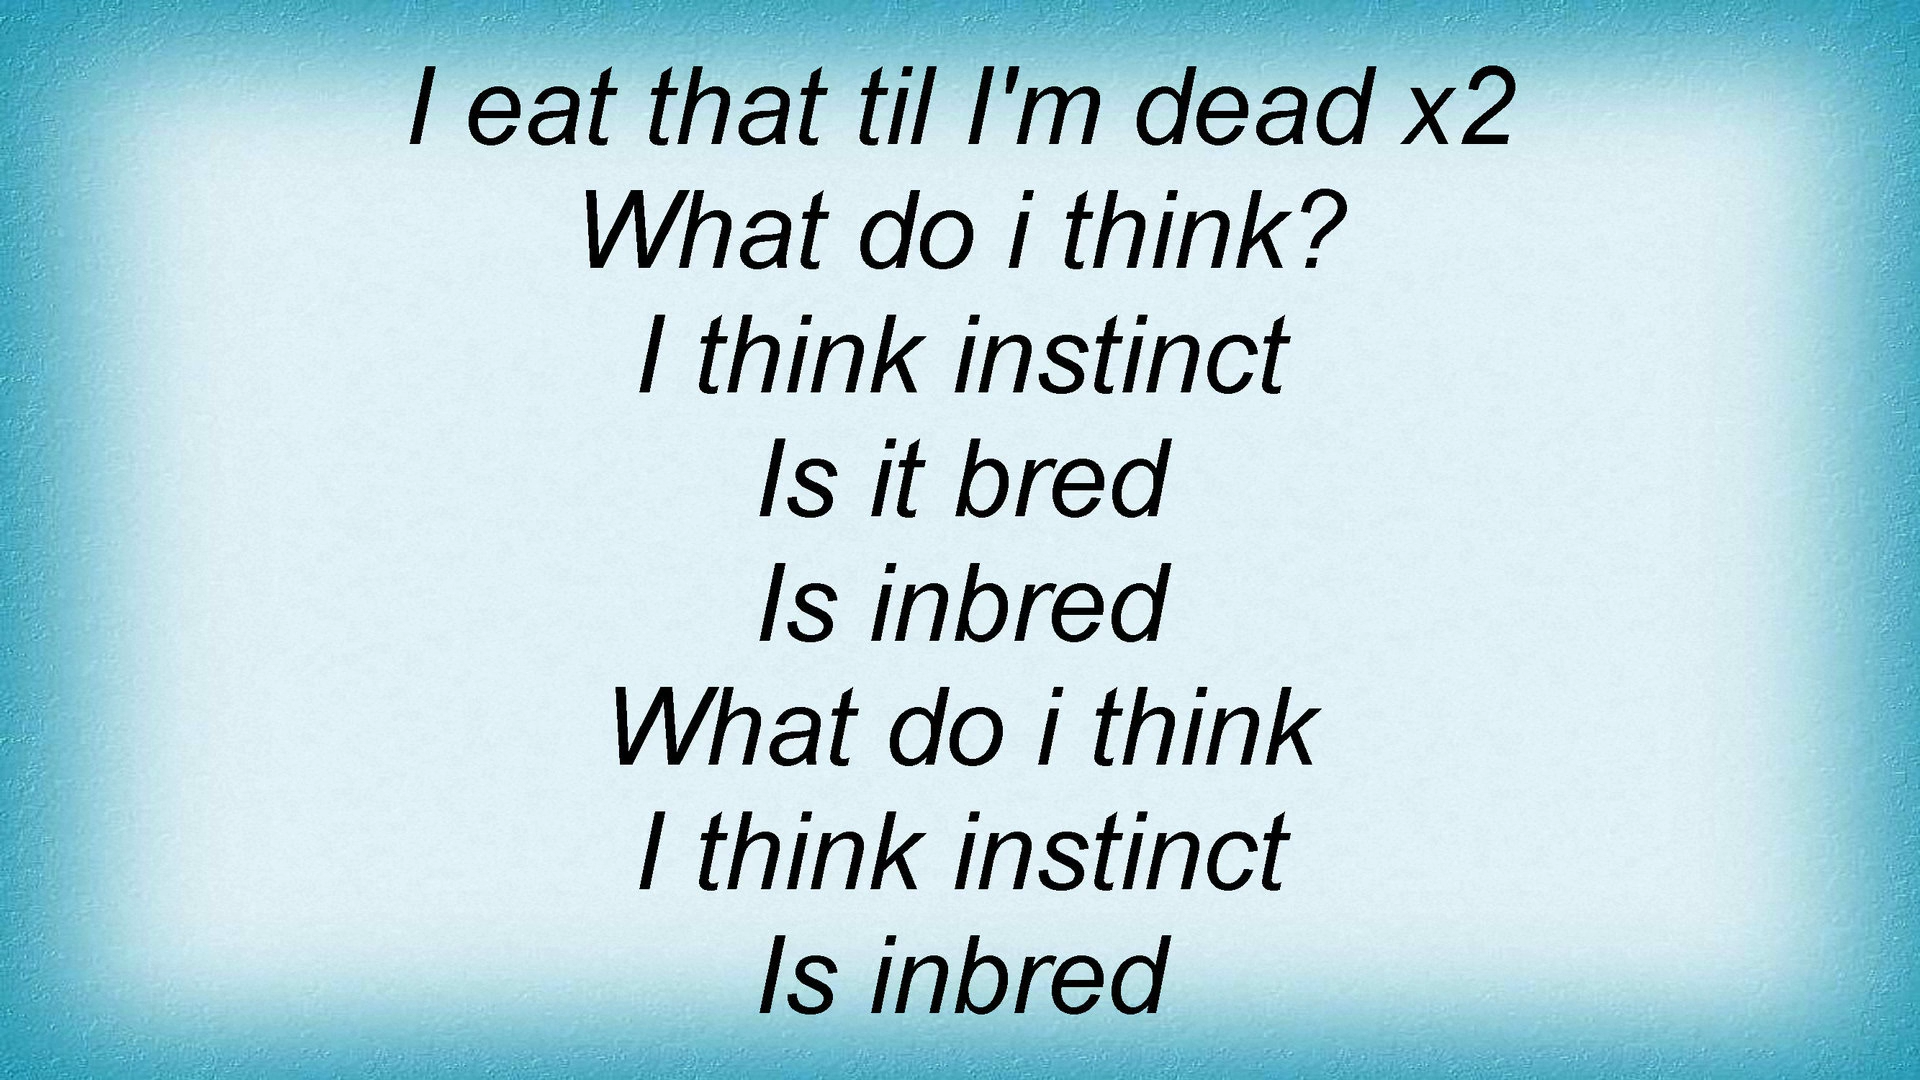 I eat that til I'm dead x2
What do i think?
I think instinct
Is it bred
Is inbred
What do i think
I think instinct
Is inbred